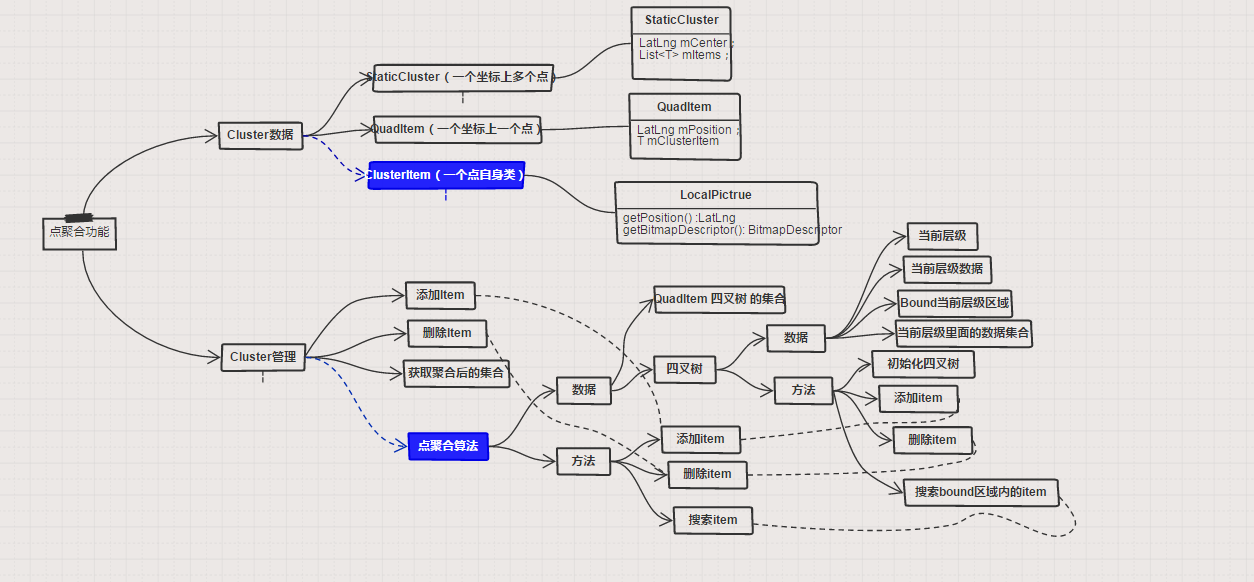 点聚合功能
Cluster数据
StaticCluster（一个坐标上多个点）
StaticCluster
LatLng mCenter ;
List<T> mItems ;
QuadItem（一个坐标上一个点）
QuadItem
LatLng mPosition ;
T mClusterItem
ClusterItem（一个点自身类）
LocalPictrue
getPosition() :LatLng
getBitmapDescriptor(): BitmapDescriptor
Cluster管理
添加Item
删除Item
获取聚合后的集合
点聚合算法
数据
QuadItem 四叉树 的集合
四叉树
数据
当前层级
当前层级数据
Bound当前层级区域
当前层级里面的数据集合
方法
初始化四叉树
添加item
删除item
搜索bound区域内的item
方法
添加item
删除item
搜索item